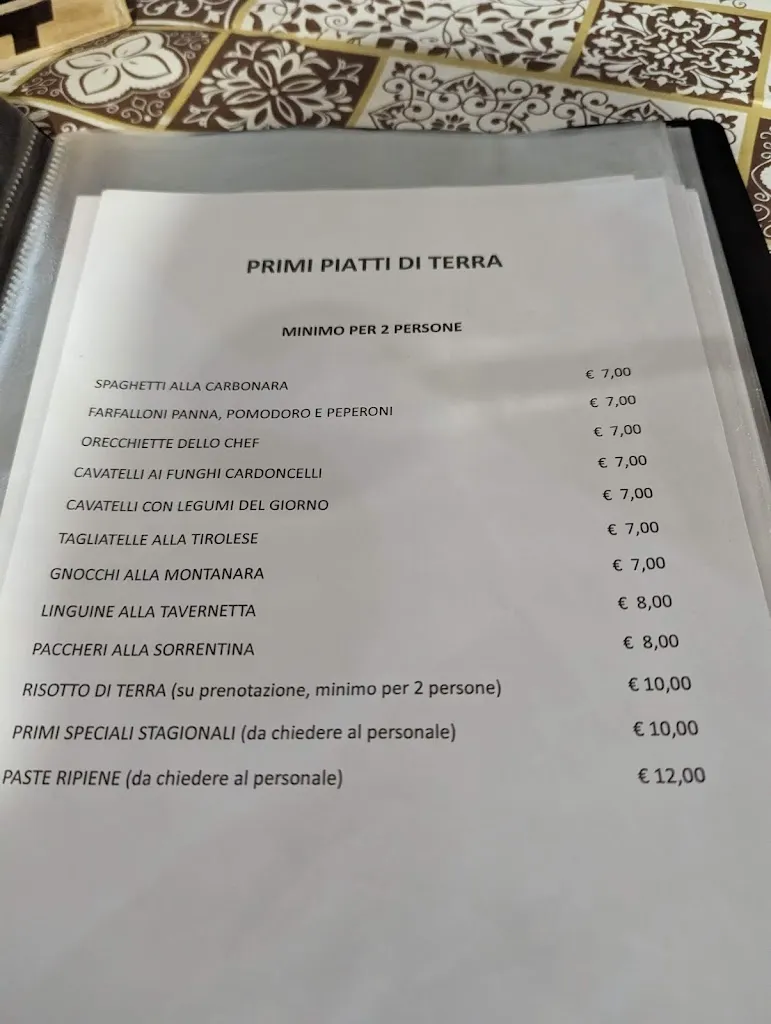 PRIMI PIATTI DI TERRA
MINIMO PER 2 PERSONE
SPAGHETTI ALLA CARBONARA € 7,00
FARFALLONI PANNA, POMODORO E PEPERONI € 7,00
ORECCHIETTE DELLO CHEF € 7,00
CAVATELLI AI FUNGHI CARDONCELLI € 7,00
CAVATELLI CON LEGUMI DEL GIORNO € 7,00
TAGLIATELLE ALLA TIROLESE € 7,00
GNOCCHI ALLA MONTANARA € 7,00
LINGUINE ALLA TAVERNETTA € 8,00
PACCHERI ALLA SORRENTINA € 8,00
RISOTTO DI TERRA (su prenotazione, minimo per 2 persone) € 10,00
PRIMI SPECIALI STAGIONALI (da chiedere al personale) € 10,00
PASTE RIPIENE (da chiedere al personale) € 12,00